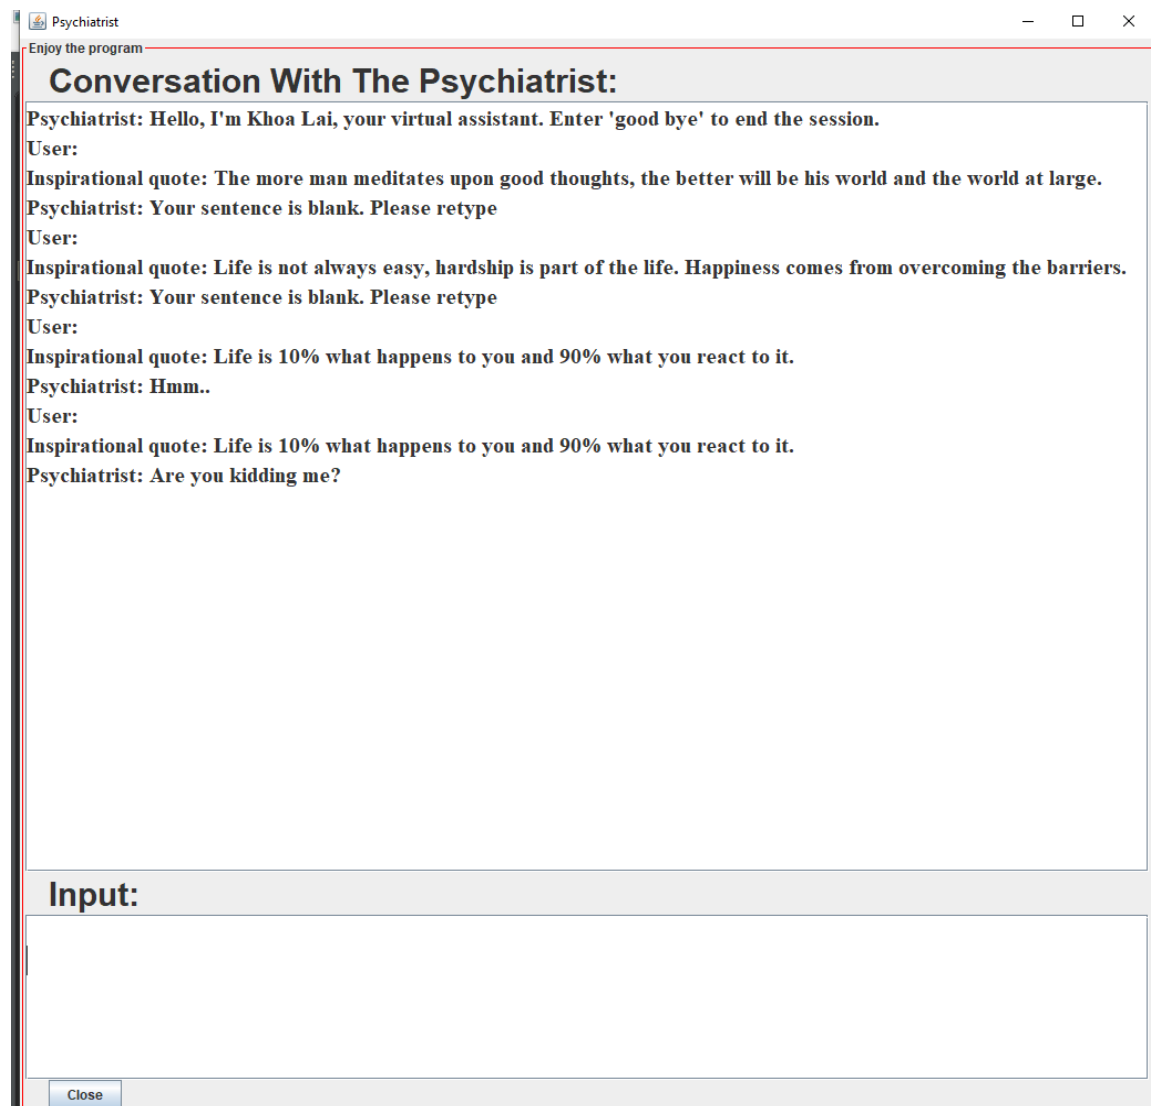 Psychiatrist
Enjoy the program
Conversation With The Psychiatrist:
Psychiatrist: Hello, I'm Khoa Lai, your virtual assistant. Enter 'good bye' to end the session.
User:
Inspirational quote: The more man meditates upon good thoughts, the better will be his world and the world at large.
Psychiatrist: Your sentence is blank. Please retype
User:
Inspirational quote: Life is not always easy, hardship is part of the life. Happiness comes from overcoming the barriers.
Psychiatrist: Your sentence is blank. Please retype
User:
Inspirational quote: Life is 10% what happens to you and 90% what you react to it.
Psychiatrist: Hmm..
User:
Inspirational quote: Life is 10% what happens to you and 90% what you react to it.
Psychiatrist: Are you kidding me?
Input:
Close